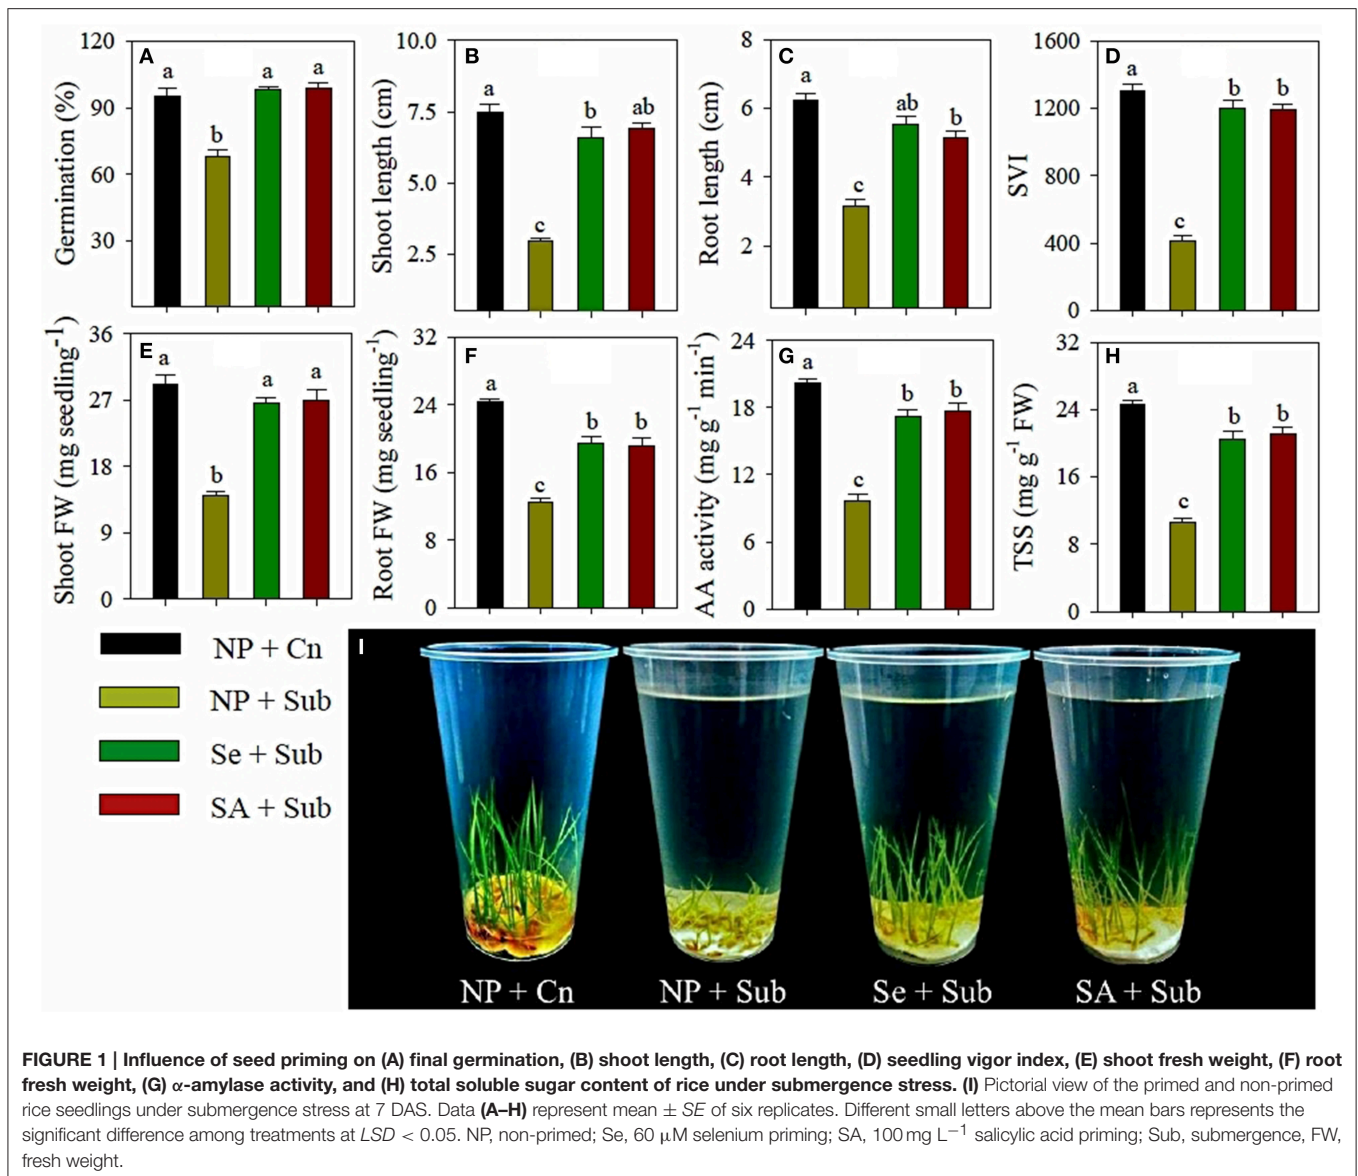 A
B
C
D
120
90
60
30
Germination (%)
a
b
a
a
10.0
7.5
5.0
2.5
Shoot length (cm)
a
c
b
ab
8
6
4
2
Root length (cm)
a
c
ab
b
1600
1200
800
400
0
SVI
a
c
b
b
E
F
G
H
36
27
18
9
0
Shoot FW (mg seedling⁻¹)
a
b
a
a
32
24
16
8
0
Root FW (mg seedling⁻¹)
a
c
b
b
24
18
12
6
0
AA activity (mg g⁻¹ min⁻¹)
a
c
b
b
32
24
16
8
0
TSS (mg g⁻¹ FW)
a
c
b
b
NP + Cn
NP + Sub
Se + Sub
SA + Sub
I
NP + Cn NP + Sub Se + Sub SA + Sub
FIGURE 1 | Influence of seed priming on (A) final germination, (B) shoot length, (C) root length, (D) seedling vigor index, (E) shoot fresh weight, (F) root
fresh weight, (G) α-amylase activity, and (H) total soluble sugar content of rice under submergence stress. (I) Pictorial view of the primed and non-primed
rice seedlings under submergence stress at 7 DAS. Data (A–H) represent mean ± SE of six replicates. Different small letters above the mean bars represents the
significant difference among treatments at LSD < 0.05. NP, non-primed; Se, 60 μM selenium priming; SA, 100 mg L⁻¹ salicylic acid priming; Sub, submergence, FW,
fresh weight.